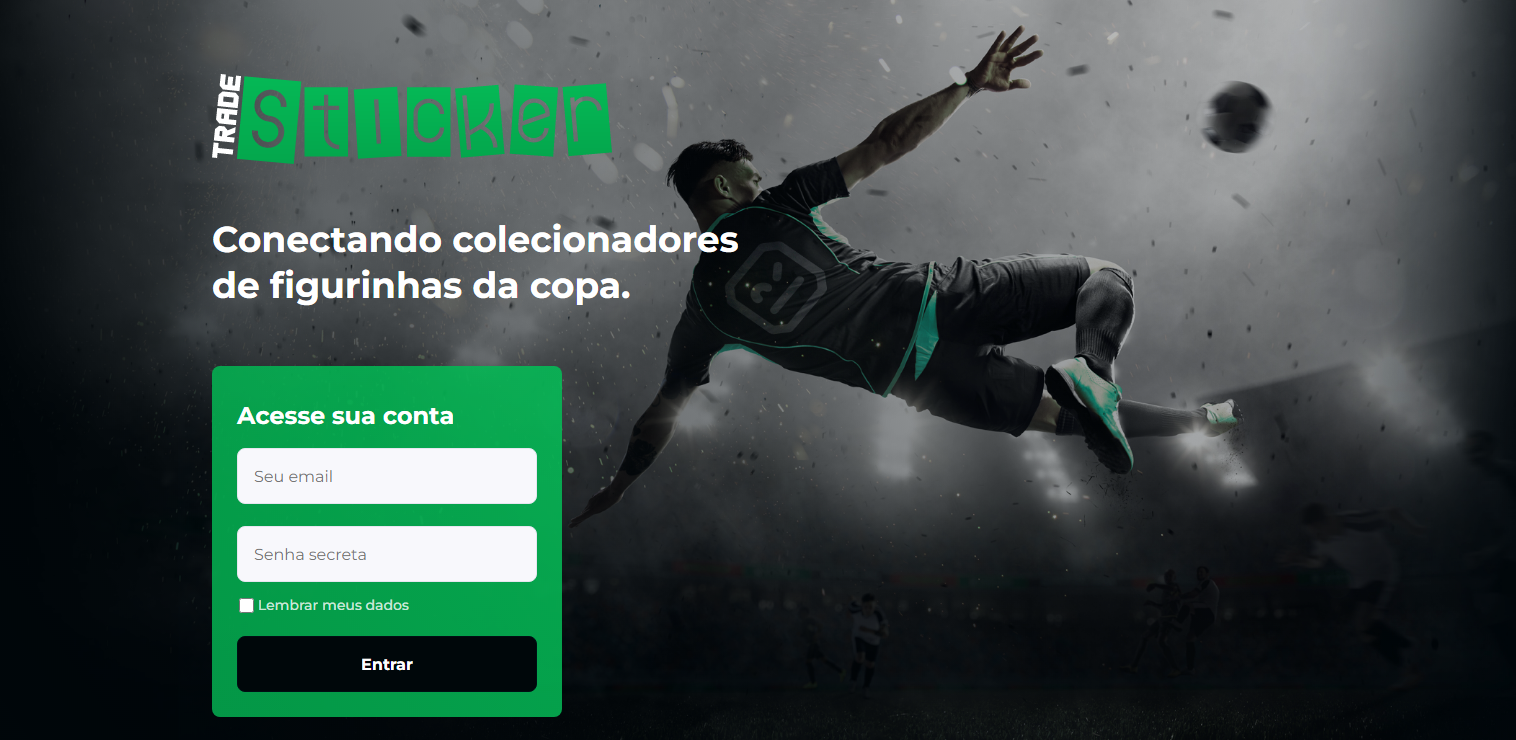 TRADE
Sticker
Conectando colecionadores
de figurinhas da copa.
Acesse sua conta
Seu email
Senha secreta
Lembrar meus dados
Entrar